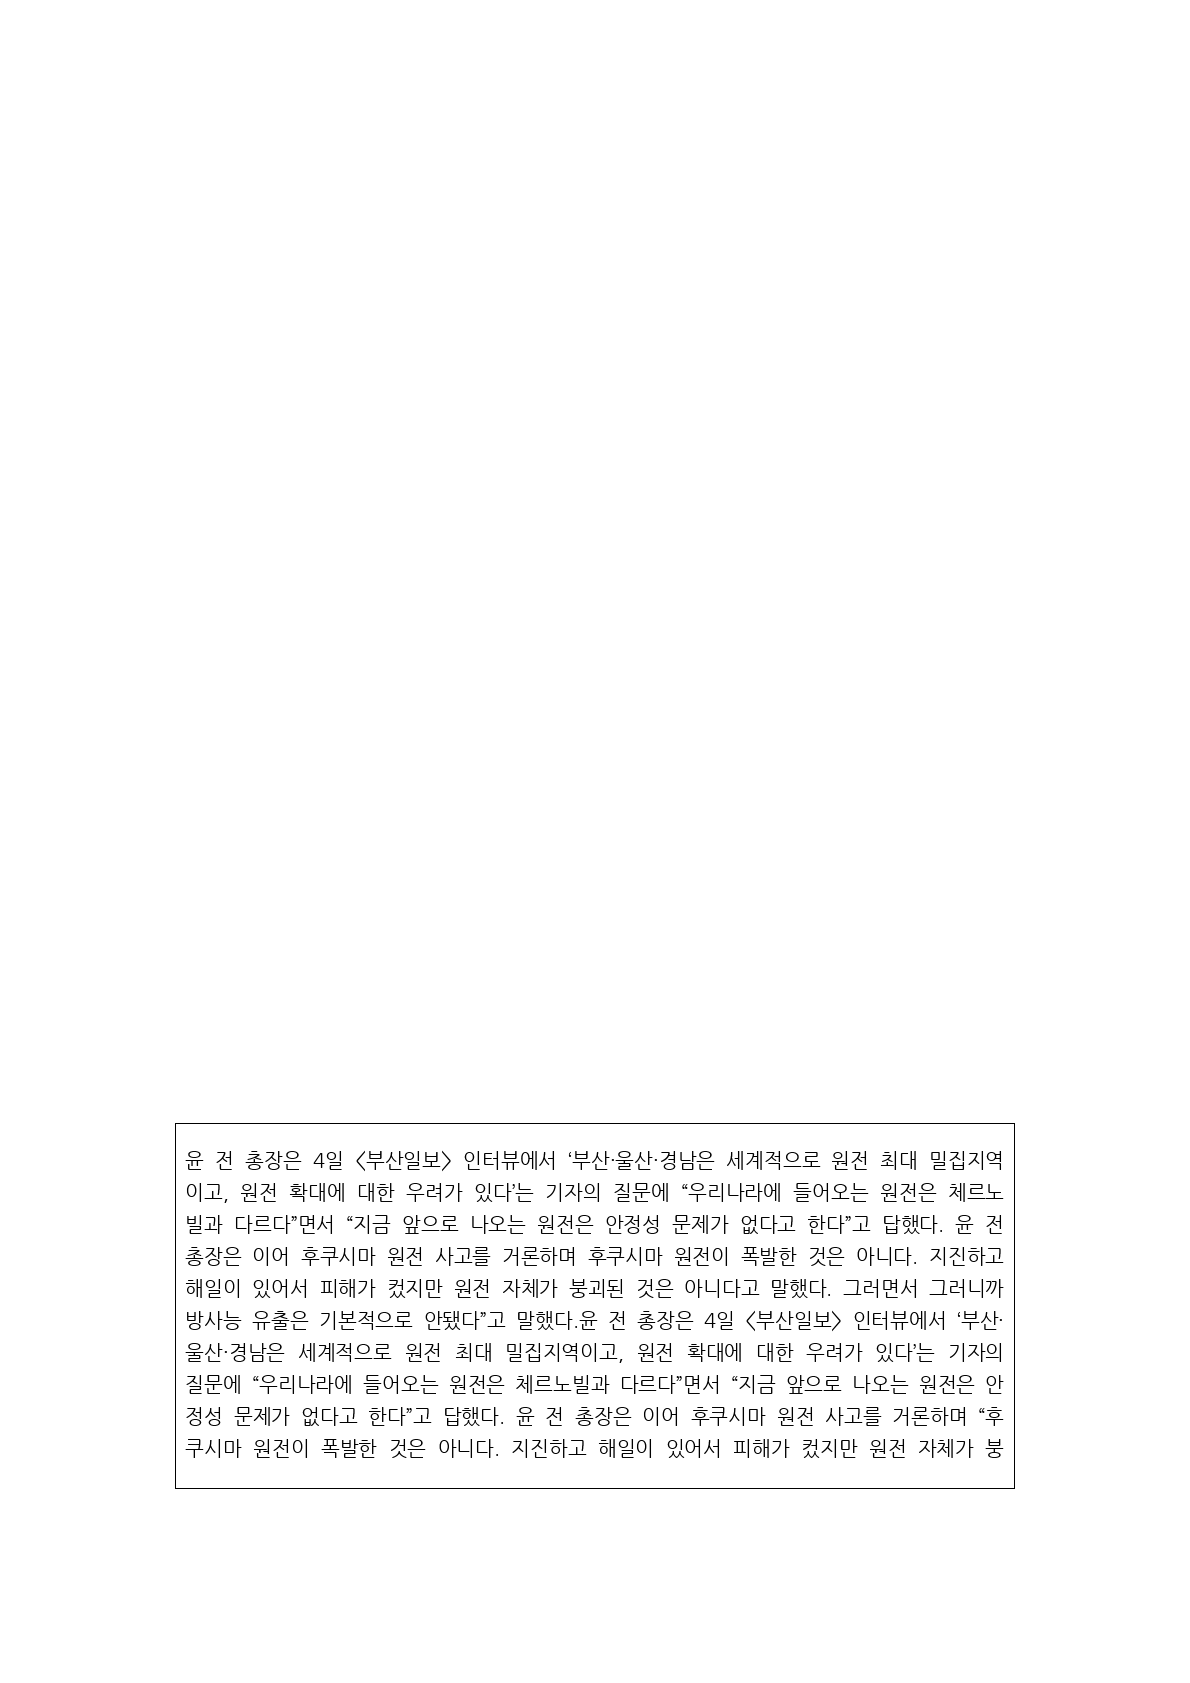 윤 전 총장은 4일 〈부산일보〉 인터뷰에서 ‘부산·울산·경남은 세계적으로 원전 최대 밀집지역
이고, 원전 확대에 대한 우려가 있다’는 기자의 질문에 “우리나라에 들어오는 원전은 체르노
빌과 다르다”면서 “지금 앞으로 나오는 원전은 안정성 문제가 없다고 한다”고 답했다. 윤 전
총장은 이어 후쿠시마 원전 사고를 거론하며 후쿠시마 원전이 폭발한 것은 아니다. 지진하고
해일이 있어서 피해가 컸지만 원전 자체가 붕괴된 것은 아니다고 말했다. 그러면서 그러니까
방사능 유출은 기본적으로 안됐다”고 말했다.윤 전 총장은 4일 〈부산일보〉 인터뷰에서 ‘부산·
울산·경남은 세계적으로 원전 최대 밀집지역이고, 원전 확대에 대한 우려가 있다’는 기자의
질문에 “우리나라에 들어오는 원전은 체르노빌과 다르다”면서 “지금 앞으로 나오는 원전은 안
정성 문제가 없다고 한다”고 답했다. 윤 전 총장은 이어 후쿠시마 원전 사고를 거론하며 “후
쿠시마 원전이 폭발한 것은 아니다. 지진하고 해일이 있어서 피해가 컸지만 원전 자체가 붕